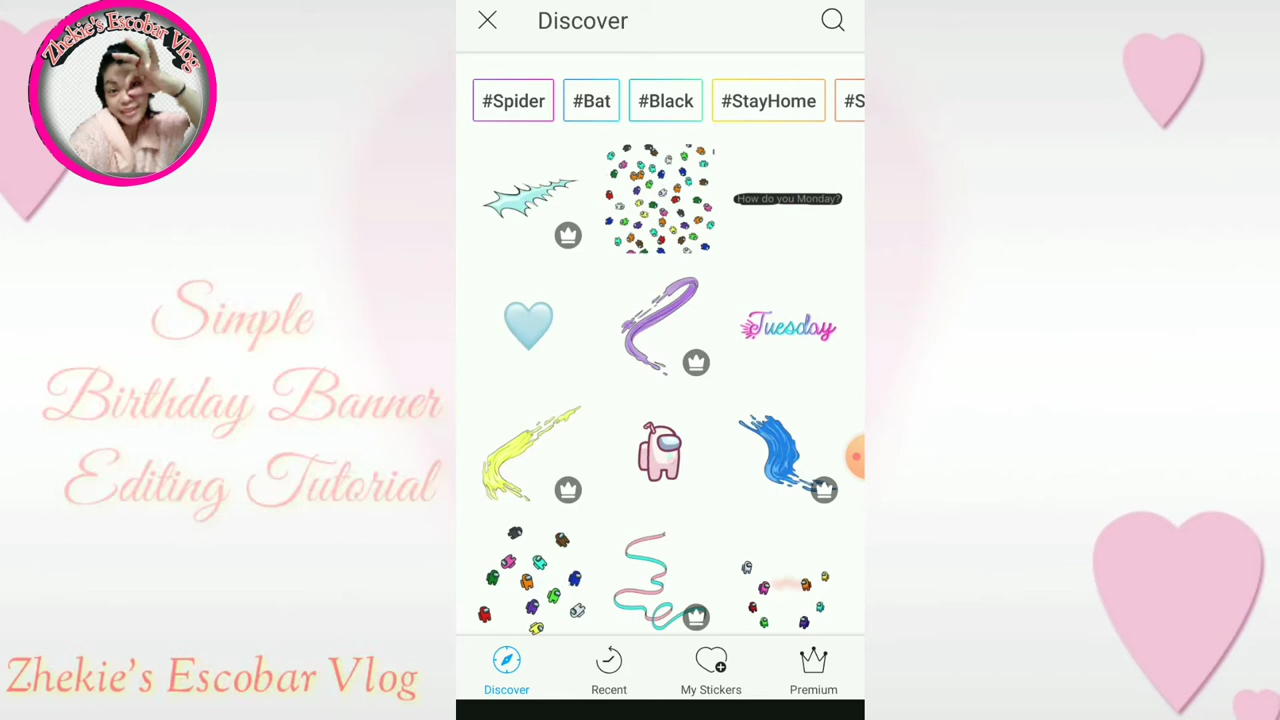 Zhekie's Escobar Vlog
Discover
#Spider #Bat #Black #StayHome #S
How do you Monday?
Tuesday
Simple
Birthday Banner
Editing Tutorial
Zhekie's Escobar Vlog
Discover Recent My Stickers Premium